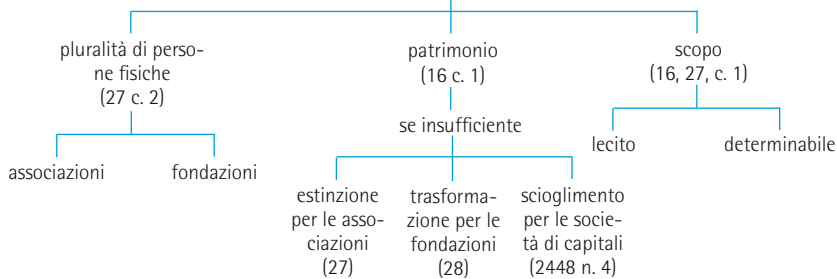 pluralità di perso-
ne fisiche
(27 c. 2)
associazioni
fondazioni
patrimonio
(16 c. 1)
se insufficiente
estinzione
per le asso-
ciazioni
(27)
trasforma-
zione per le
fondazioni
(28)
scioglimento
per le socie-
tà di capitali
(2448 n. 4)
scopo
(16, 27, c. 1)
lecito
determinabile